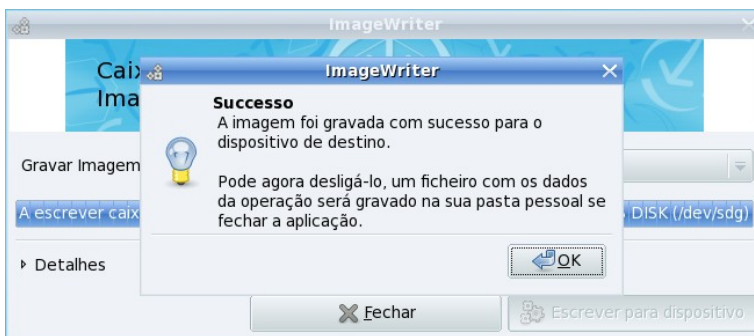 ImageWriter
Caix
Ima
ImageWriter
Successo
A imagem foi gravada com sucesso para o
dispositivo de destino.
Pode agora desligá-lo, um ficheiro com os dados
da operação será gravado na sua pasta pessoal se
fechar a aplicação.
Gravar Imagem
A escrever caix DISK (/dev/sdg)
OK
Detalhes
Fechar Escrever para dispositivo